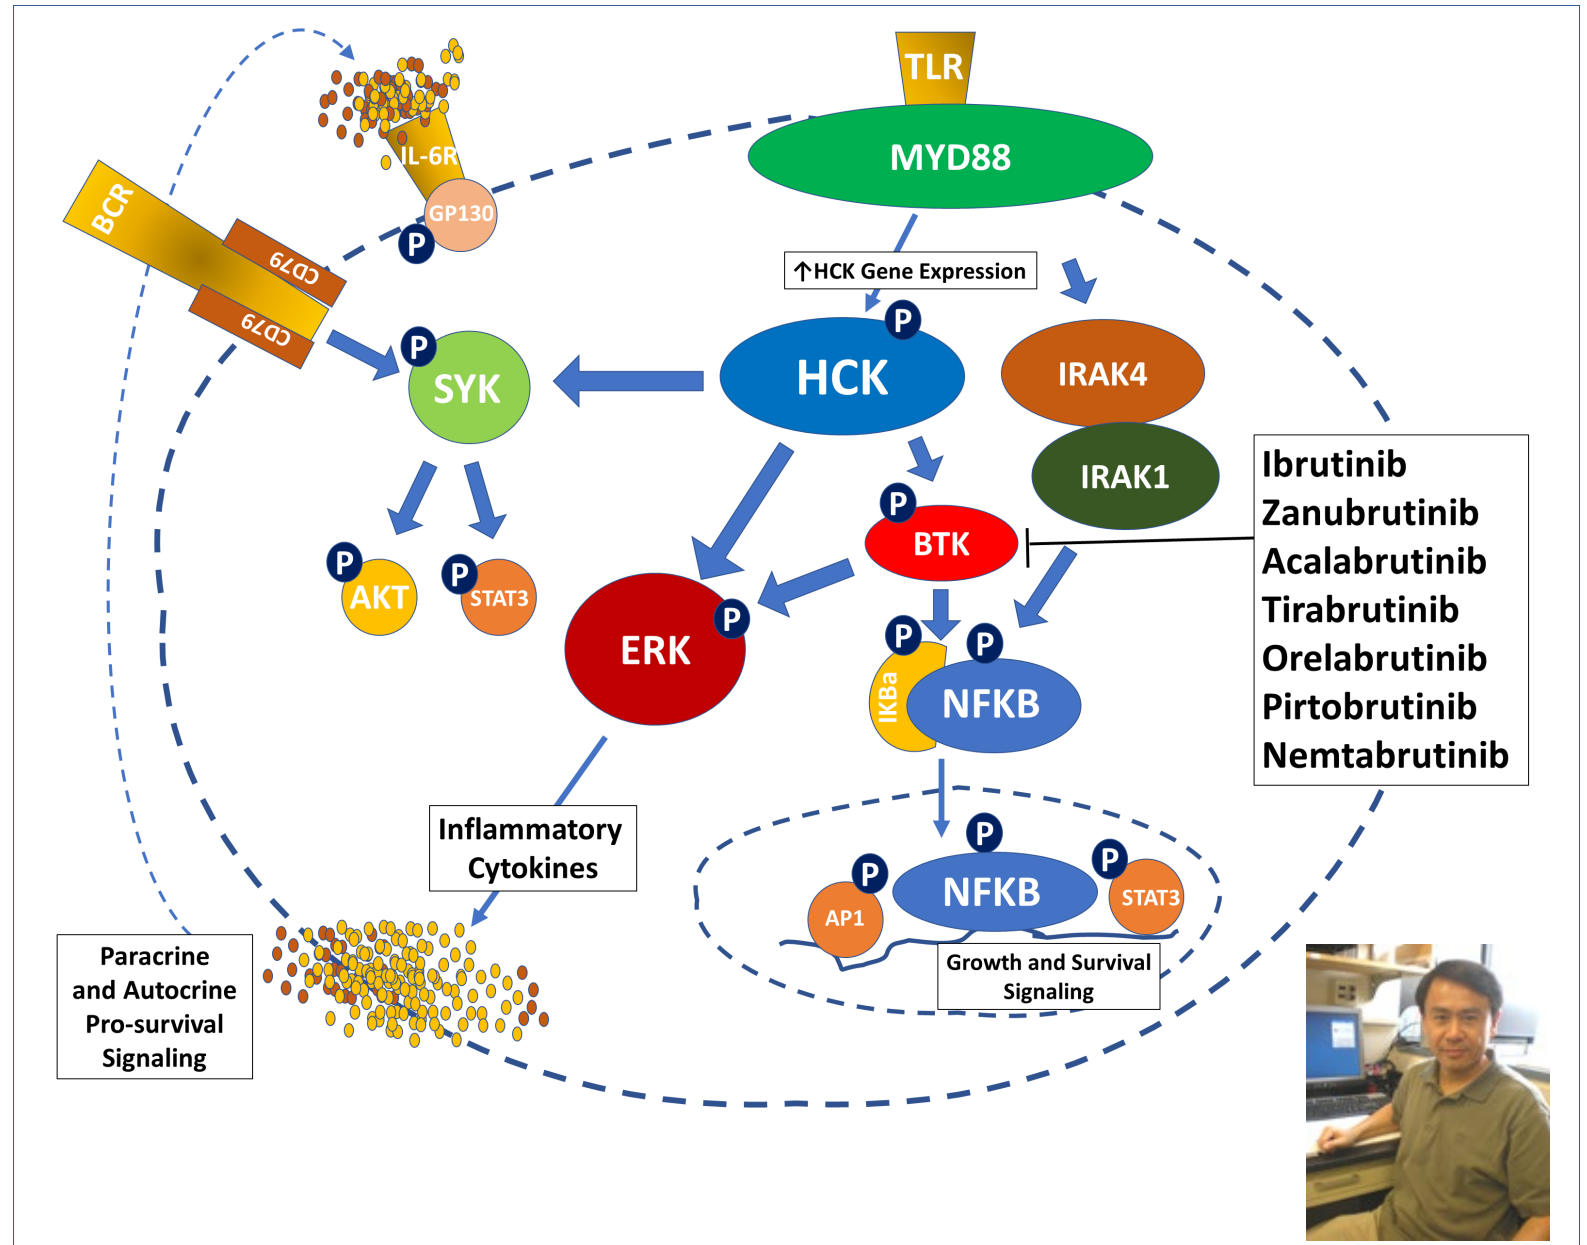 TLR
MYD88
IL-6R
GP130
P
BCR
CD79
CD79
↑HCK Gene Expression
P
HCK
P
SYK
IRAK4
IRAK1
P
BTK
Ibrutinib
Zanubrutinib
Acalabrutinib
Tirabrutinib
Orelabrutinib
Pirtobrutinib
Nemtabrutinib
P
AKT
P
STAT3
P
ERK
P
IKBa
P
NFKB
Inflammatory
Cytokines
P
NFKB
P
AP1
P
STAT3
Growth and Survival
Signaling
Paracrine
and Autocrine
Pro-survival
Signaling